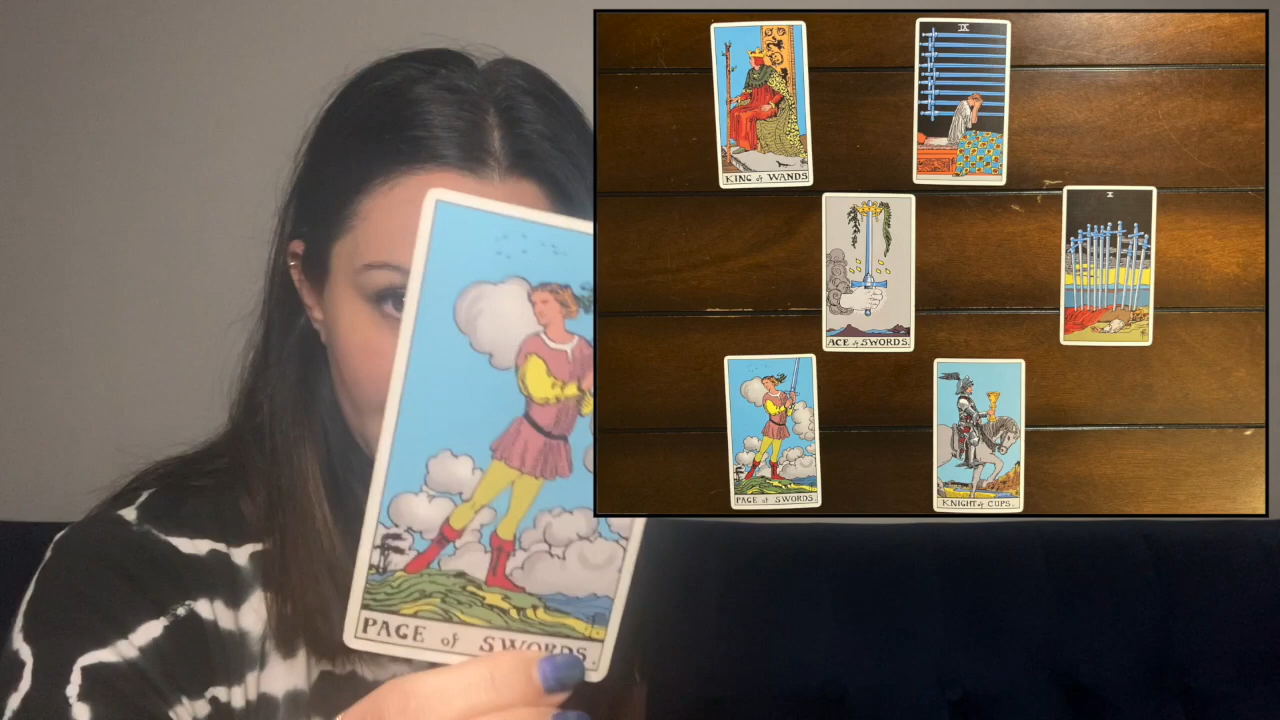 PAGE of SWORDS.
KING of WANDS
IX
ACE of SWORDS.
X
PAGE of SWORDS.
KNIGHT of CUPS.